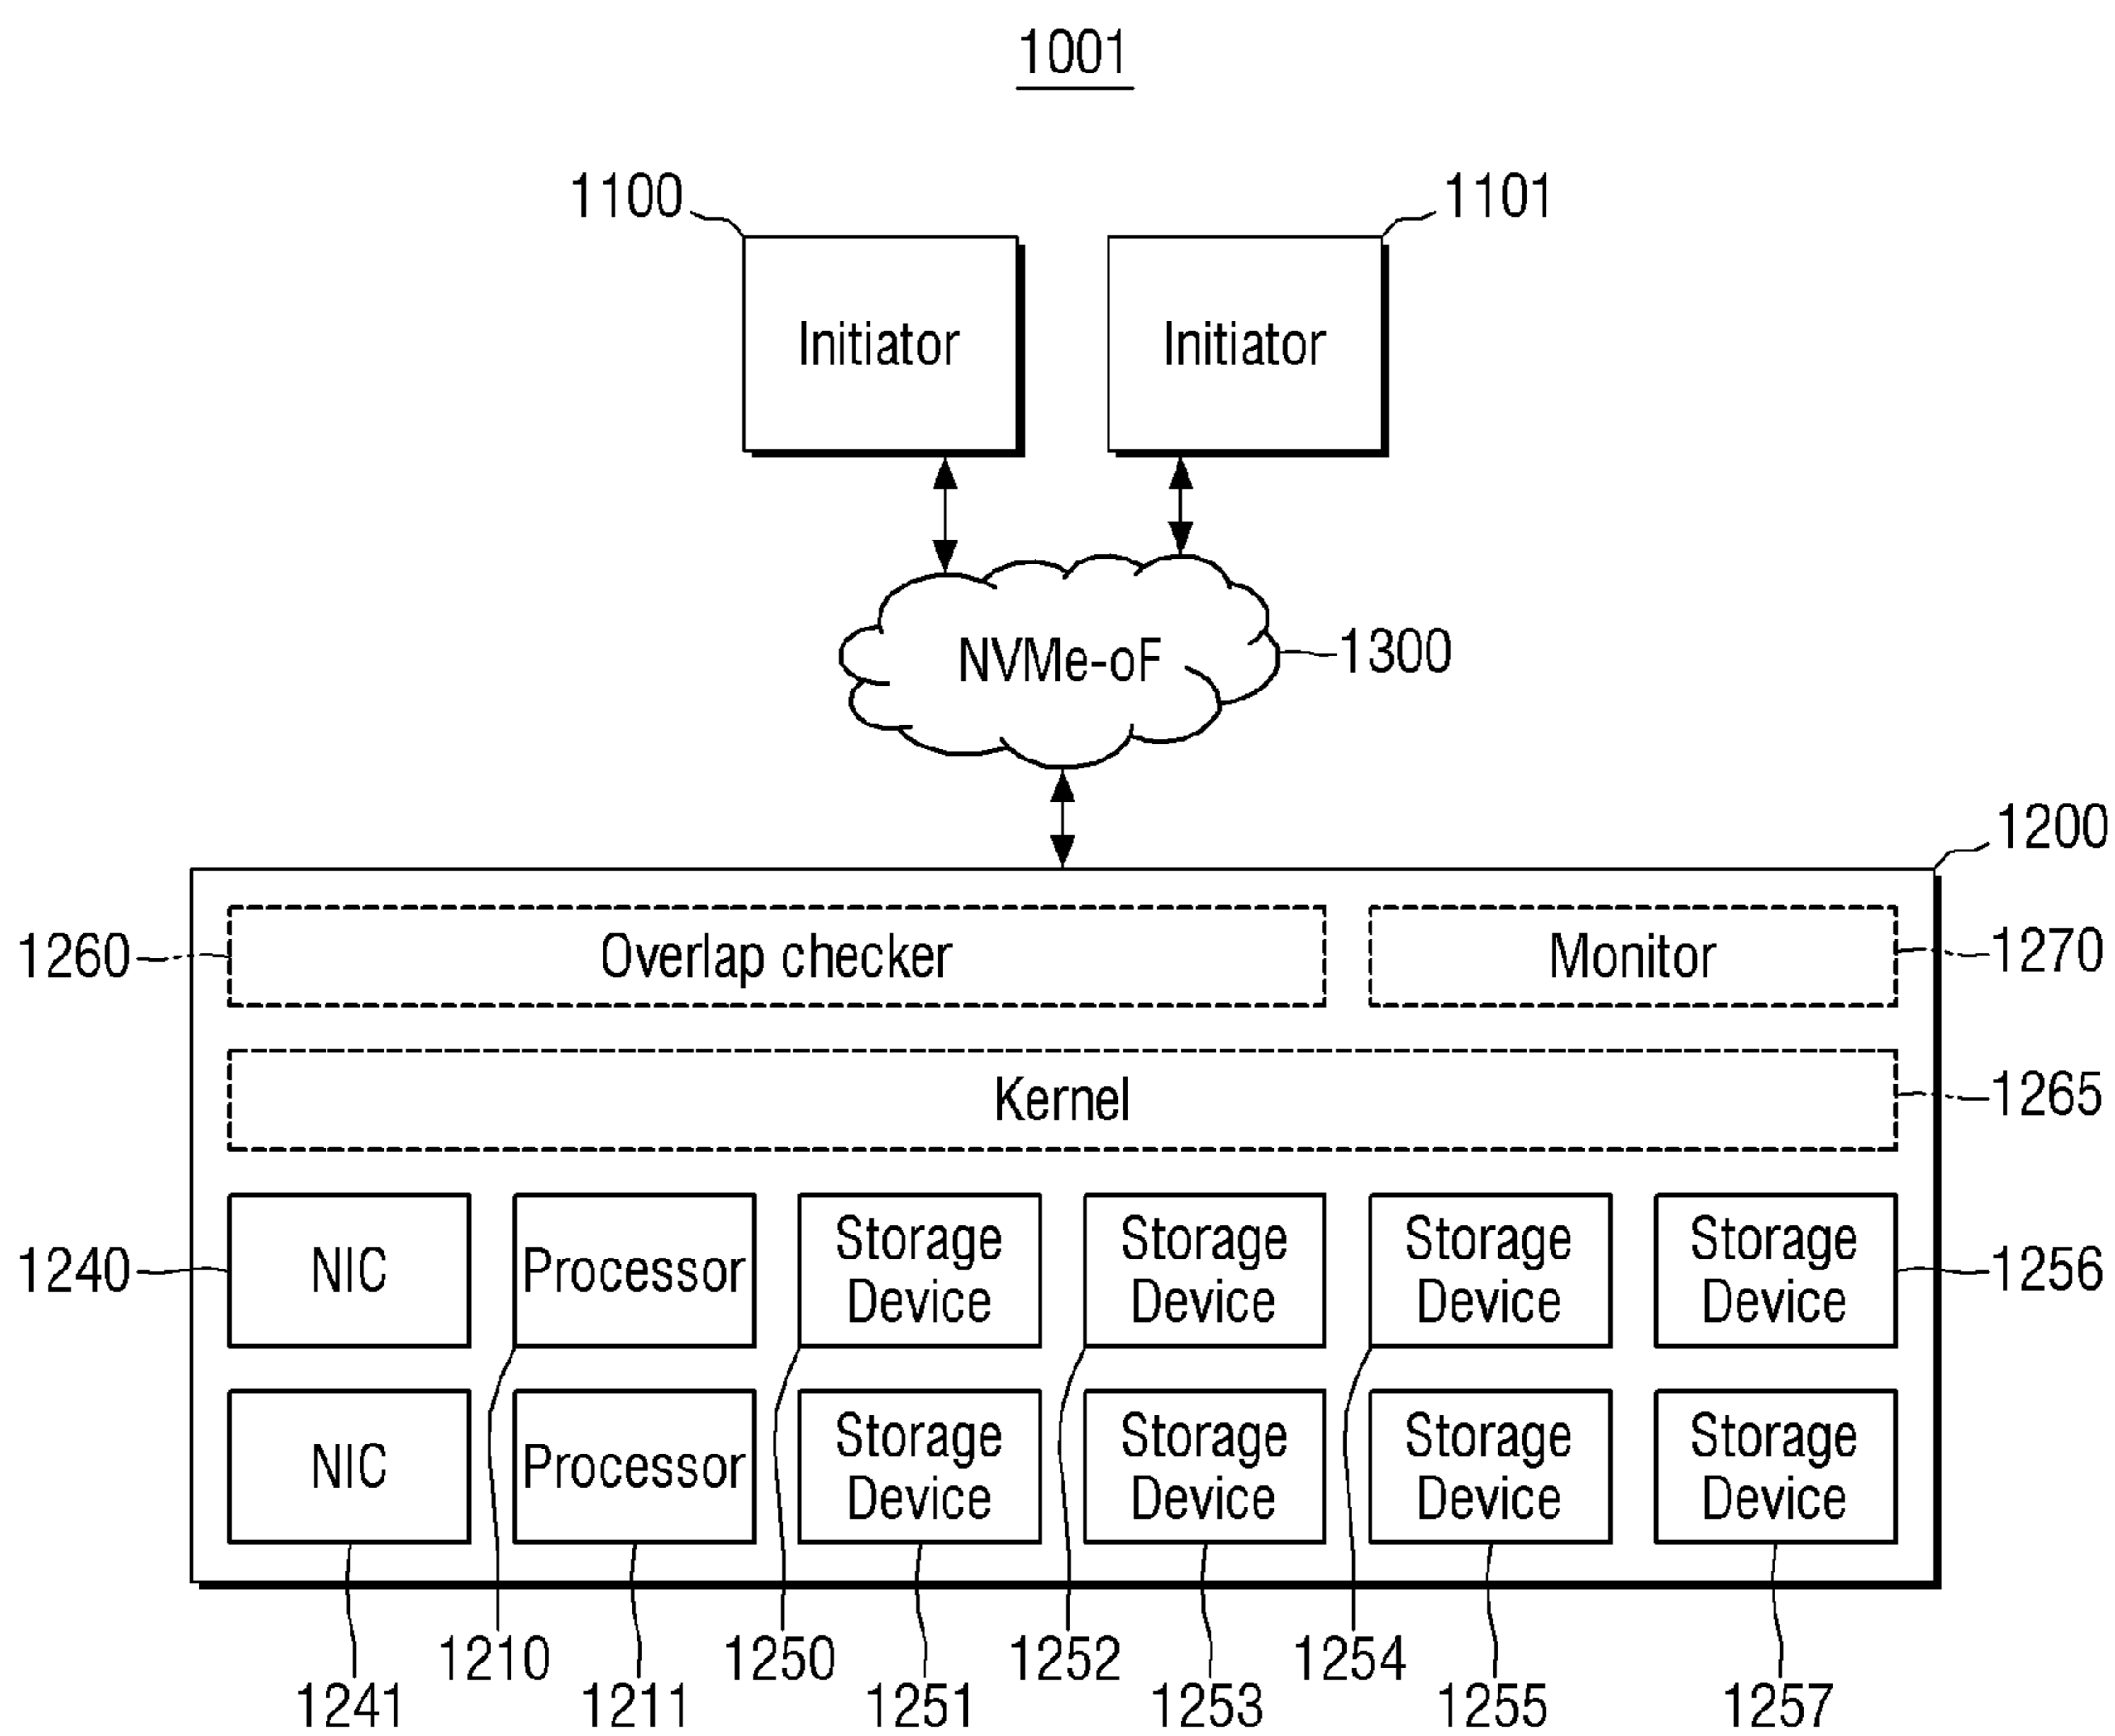 1001
1100
1101
Initiator
Initiator
NVMe-oF
1300
1200
1260
Overlap checker
Monitor
1270
Kernel
1265
1240
NIC
Processor
Storage
Device
Storage
Device
Storage
Device
Storage
Device
1256
NIC
Processor
Storage
Device
Storage
Device
Storage
Device
Storage
Device
1210
1250
1252
1254
1241
1211
1251
1253
1255
1257